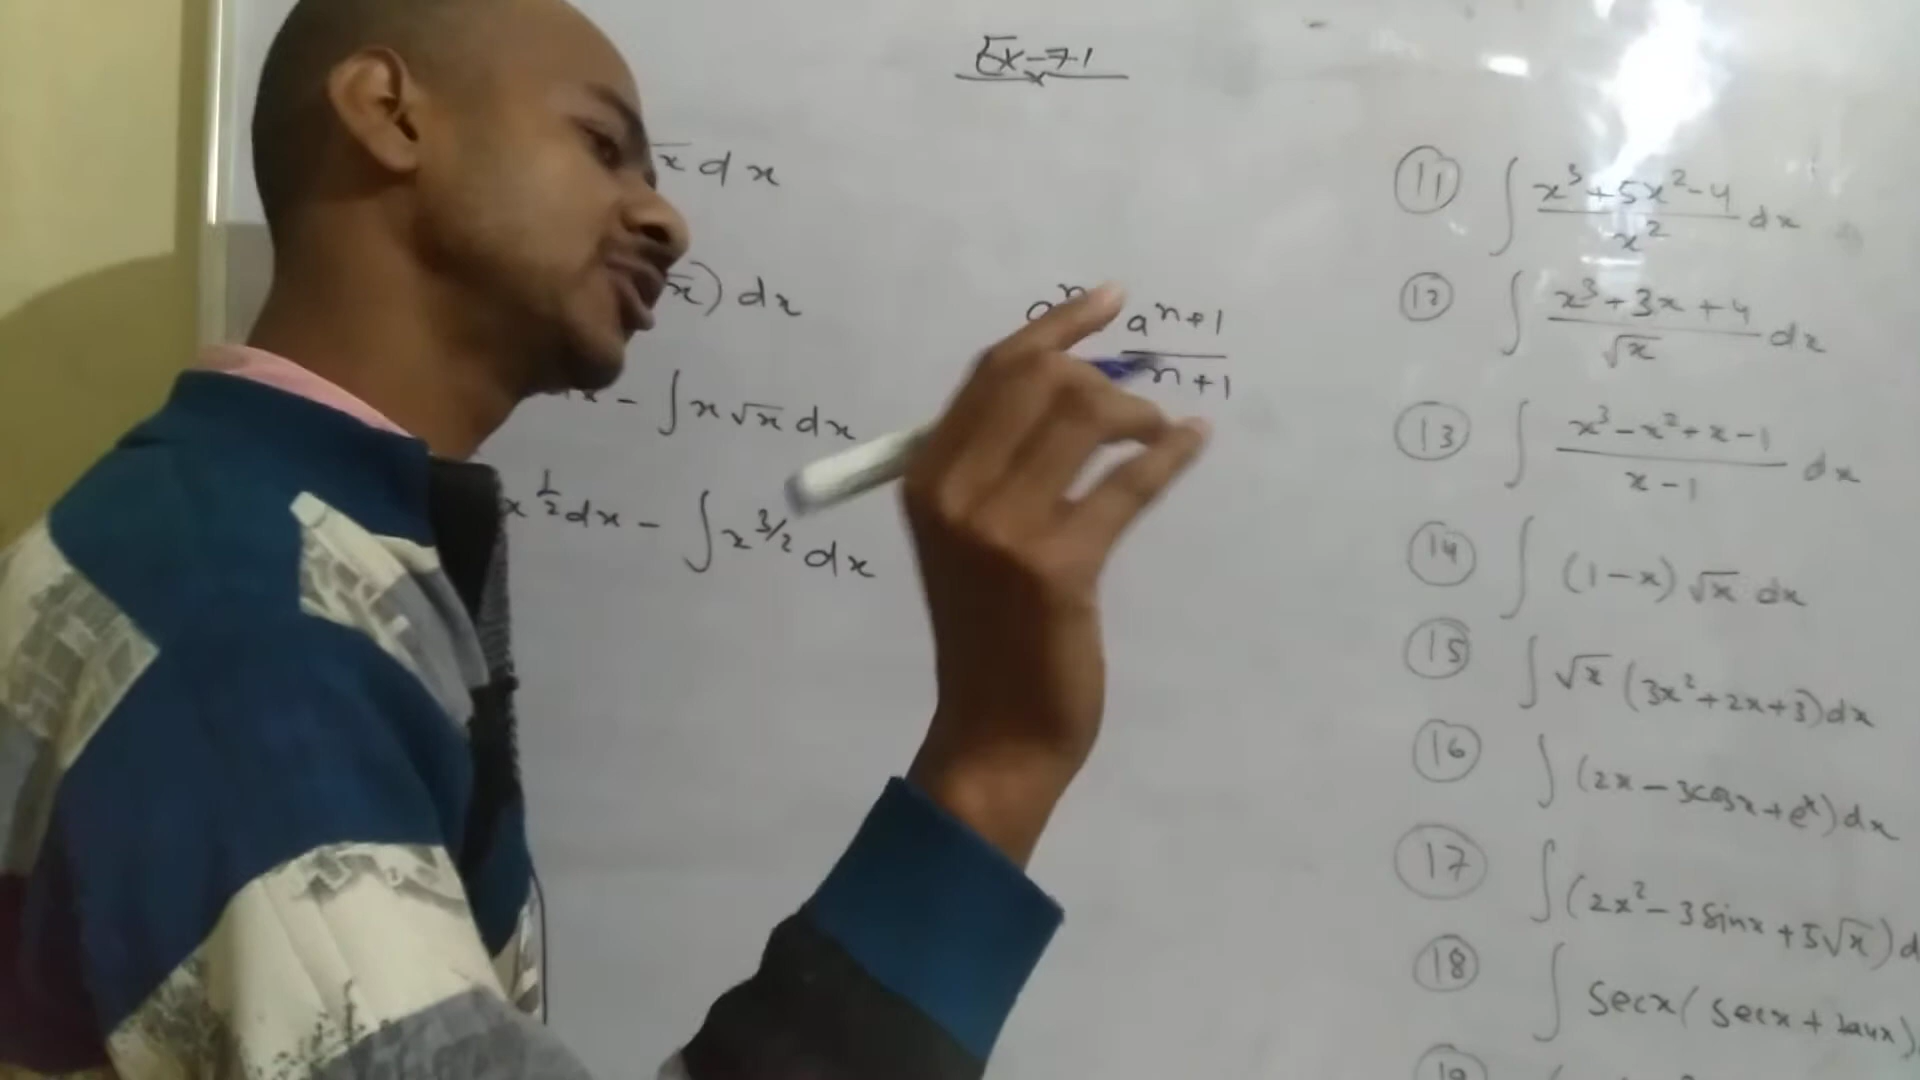 Ex-7.1
√x dx
√x) dx
dx - ∫ x √x dx
x^1/2 dx - ∫ x^3/2 dx
a^n a^n+1 / n+1
(11) ∫ x³+5x²-4 / x² dx
(12) ∫ x³+3x+4 / √x dx
(13) ∫ x³-x²+x-1 / x-1 dx
(14) ∫ (1-x) √x dx
(15) ∫ √x (3x²+2x+3) dx
(16) ∫ (2x-3cosx+e^x) dx
(17) ∫ (2x²-3sinx+5√x) d
(18) ∫ Secx (secx+tanx)
(19)